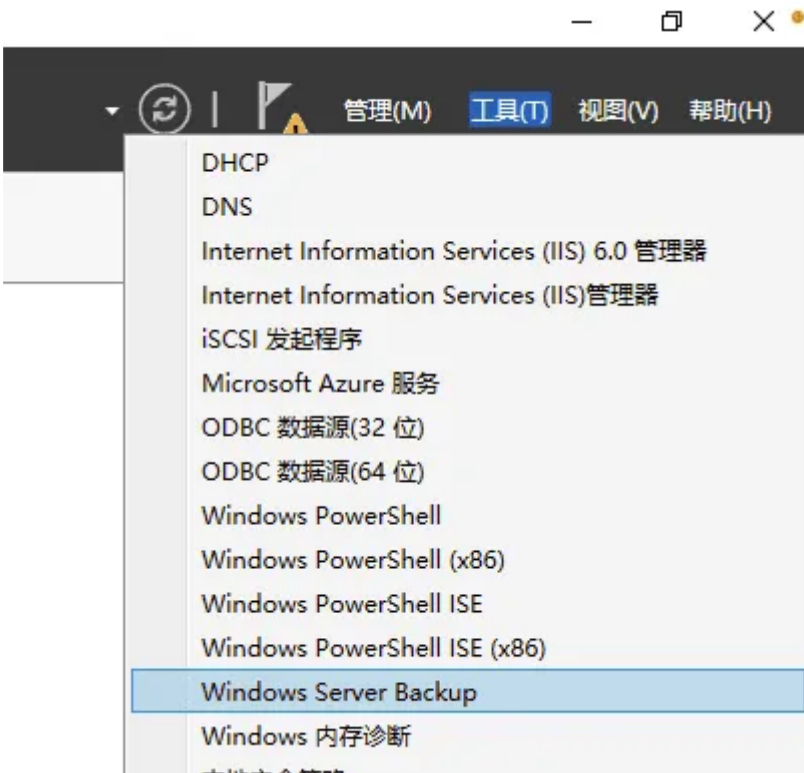 管理(M) 工具(T) 视图(V) 帮助(H)
DHCP
DNS
Internet Information Services (IIS) 6.0 管理器
Internet Information Services (IIS)管理器
iSCSI 发起程序
Microsoft Azure 服务
ODBC 数据源(32 位)
ODBC 数据源(64 位)
Windows PowerShell
Windows PowerShell (x86)
Windows PowerShell ISE
Windows PowerShell ISE (x86)
Windows Server Backup
Windows 内存诊断